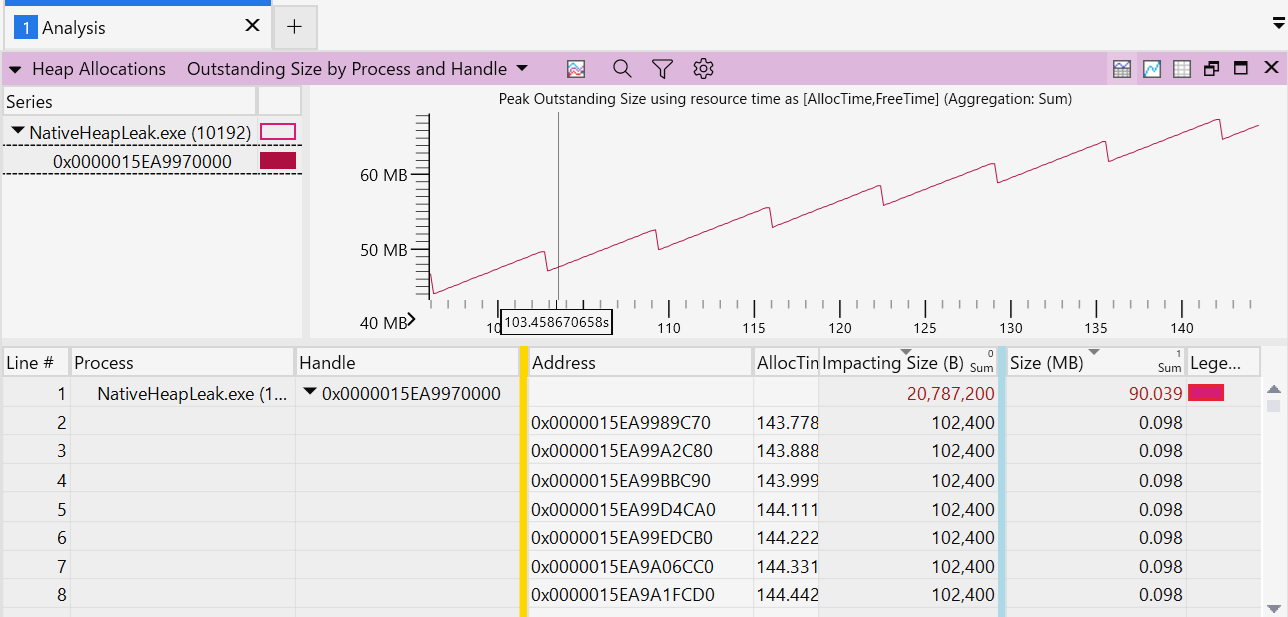 1 Analysis
Heap Allocations Outstanding Size by Process and Handle
Series
NativeHeapLeak.exe (10192)
0x0000015EA9970000
Peak Outstanding Size using resource time as [AllocTime,FreeTime] (Aggregation: Sum)
60 MB
50 MB
40 MB
10 103.458670658s 110 115 120 125 130 135 140
Line # Process Handle Address AllocTin Impacting Size (B) 0 Sum Size (MB) 1 Sum Lege...
1 NativeHeapLeak.exe (1... 0x0000015EA9970000 20,787,200 90.039
2 0x0000015EA9989C70 143.778 102,400 0.098
3 0x0000015EA99A2C80 143.888 102,400 0.098
4 0x0000015EA99BBC90 143.999 102,400 0.098
5 0x0000015EA99D4CA0 144.111 102,400 0.098
6 0x0000015EA99EDCB0 144.222 102,400 0.098
7 0x0000015EA9A06CC0 144.331 102,400 0.098
8 0x0000015EA9A1FCD0 144.442 102,400 0.098